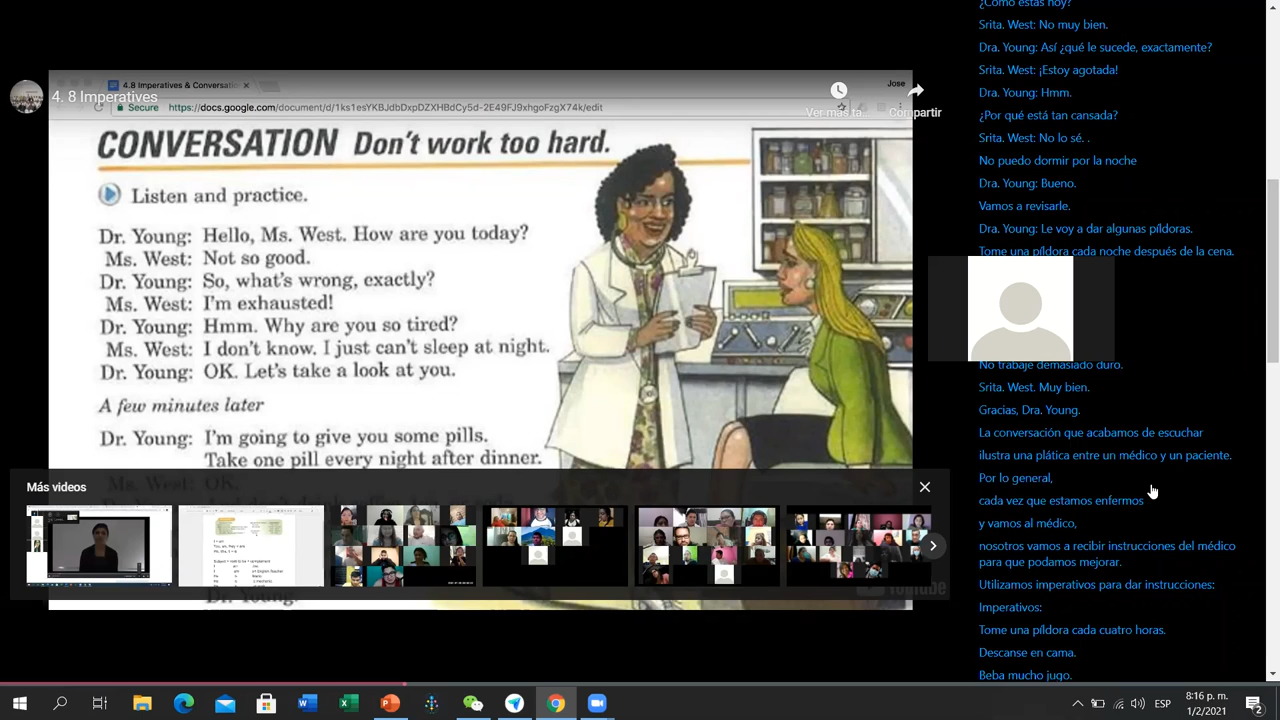 4.8 Imperatives & Conversatio
Jose
4. 8 Imperatives
Secure
https://docs.google.com/document/d/1ks1esYKBJdbDxpDZXHBdCy5d-2E49FJ9xhgoFzgX74k/edit
Ver más ta...
Compartir
CONVERSATION Don't work too hard.
Listen and practice.
Dr. Young: Hello, Ms. West. How are you today?
Ms. West: Not so good.
Dr. Young: So, what's wrong, exactly?
Ms. West: I'm exhausted!
Dr. Young: Hmm. Why are you so tired?
Ms. West: I don't know. I just can't sleep at night.
Dr. Young: OK. Let's take a look at you.
A few minutes later
Dr. Young: I'm going to give you some pills.
Take one pill every night after dinner.
Ms. West: OK.
Más videos
Dr. Young:
YouTube
¿Cómo estás hoy?
Srita. West: No muy bien.
Dra. Young: Así ¿qué le sucede, exactamente?
Srita. West: ¡Estoy agotada!
Dra. Young: Hmm.
¿Por qué está tan cansada?
Srita. West: No lo sé. .
No puedo dormir por la noche
Dra. Young: Bueno.
Vamos a revisarle.
Dra. Young: Le voy a dar algunas píldoras.
Tome una píldora cada noche después de la cena.
No trabaje demasiado duro.
Srita. West. Muy bien.
Gracias, Dra. Young.
La conversación que acabamos de escuchar
ilustra una plática entre un médico y un paciente.
Por lo general,
cada vez que estamos enfermos
y vamos al médico,
nosotros vamos a recibir instrucciones del médico
para que podamos mejorar.
Utilizamos imperativos para dar instrucciones:
Imperativos:
Tome una píldora cada cuatro horas.
Descanse en cama.
Beba mucho jugo.
ESP
8:16 p. m.
1/2/2021
2